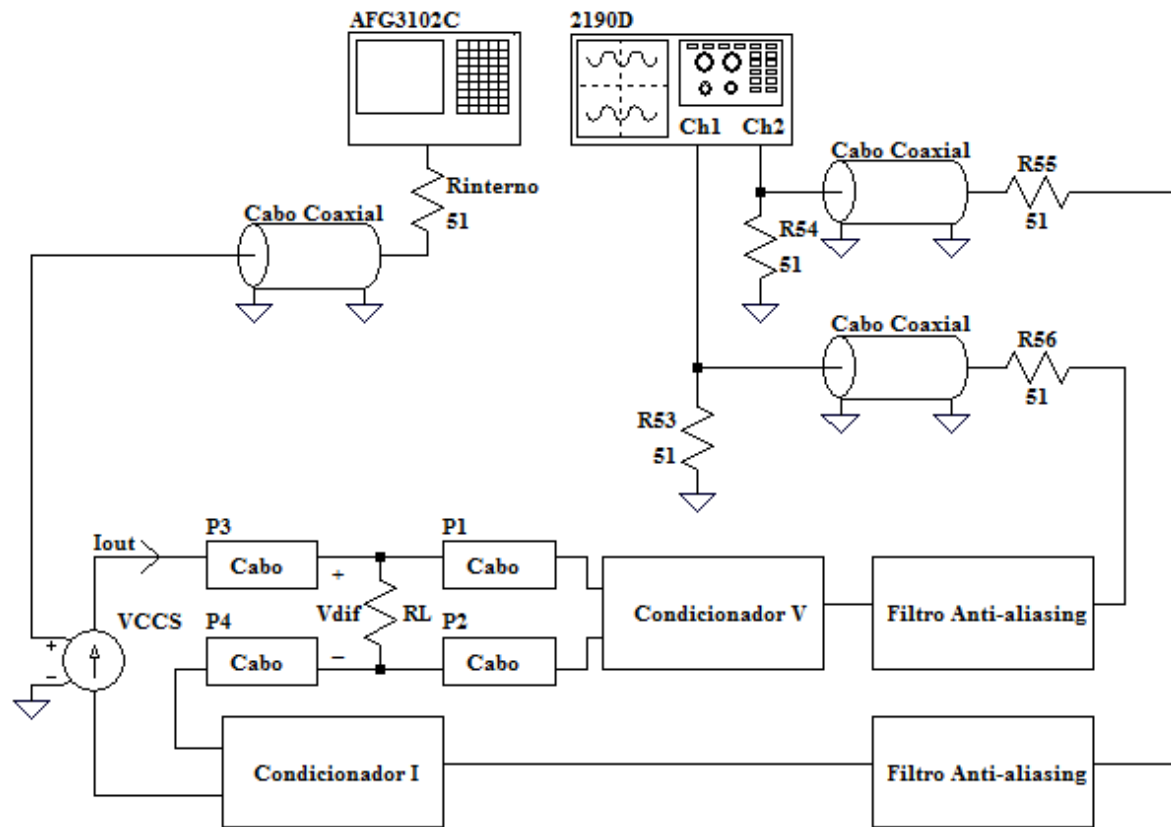 AFG3102C
2190D
Ch1
Ch2
Cabo Coaxial
R55
51
Rinterno
51
Cabo Coaxial
R54
51
Cabo Coaxial
R56
51
R53
51
Iout
P3
Cabo
P1
Cabo
+
Vdif
RL
Condicionador V
Filtro Anti-aliasing
VCCS
+
−
P4
Cabo
−
P2
Cabo
Condicionador I
Filtro Anti-aliasing